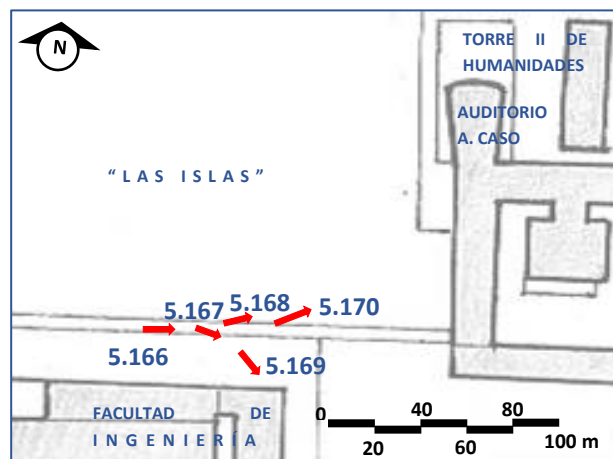 N
TORRE II DE
HUMANIDADES
AUDITORIO
A. CASO
"LAS ISLAS"
5.167
5.168
5.170
5.166
5.169
FACULTAD DE
INGENIERÍA
0 40 80
20 60 100 m